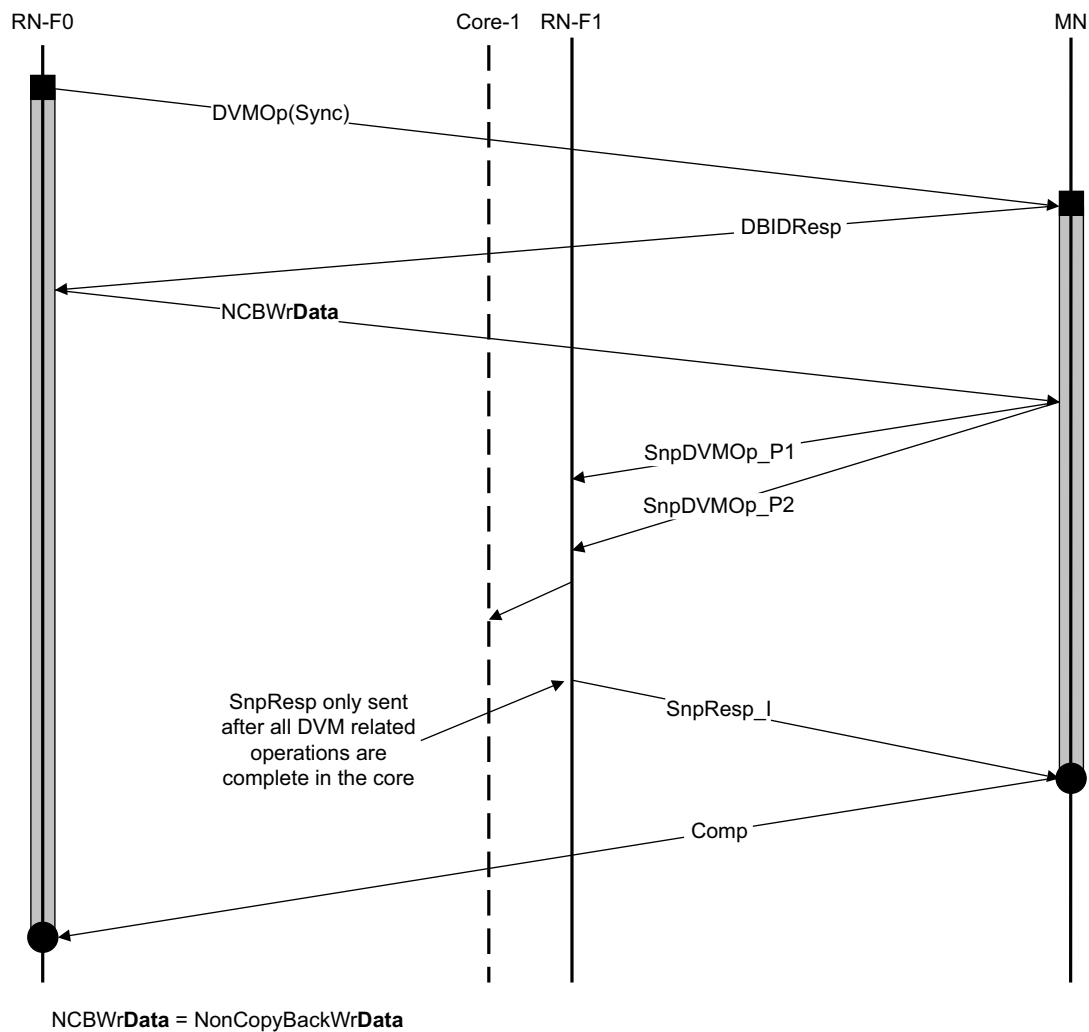 RN-F0
Core-1
RN-F1
MN
DVMOp(Sync)
DBIDResp
NCBWrData
SnpDVMOp_P1
SnpDVMOp_P2
SnpResp only sent
after all DVM related
operations are
complete in the core
SnpResp_I
Comp
NCBWrData = NonCopyBackWrData